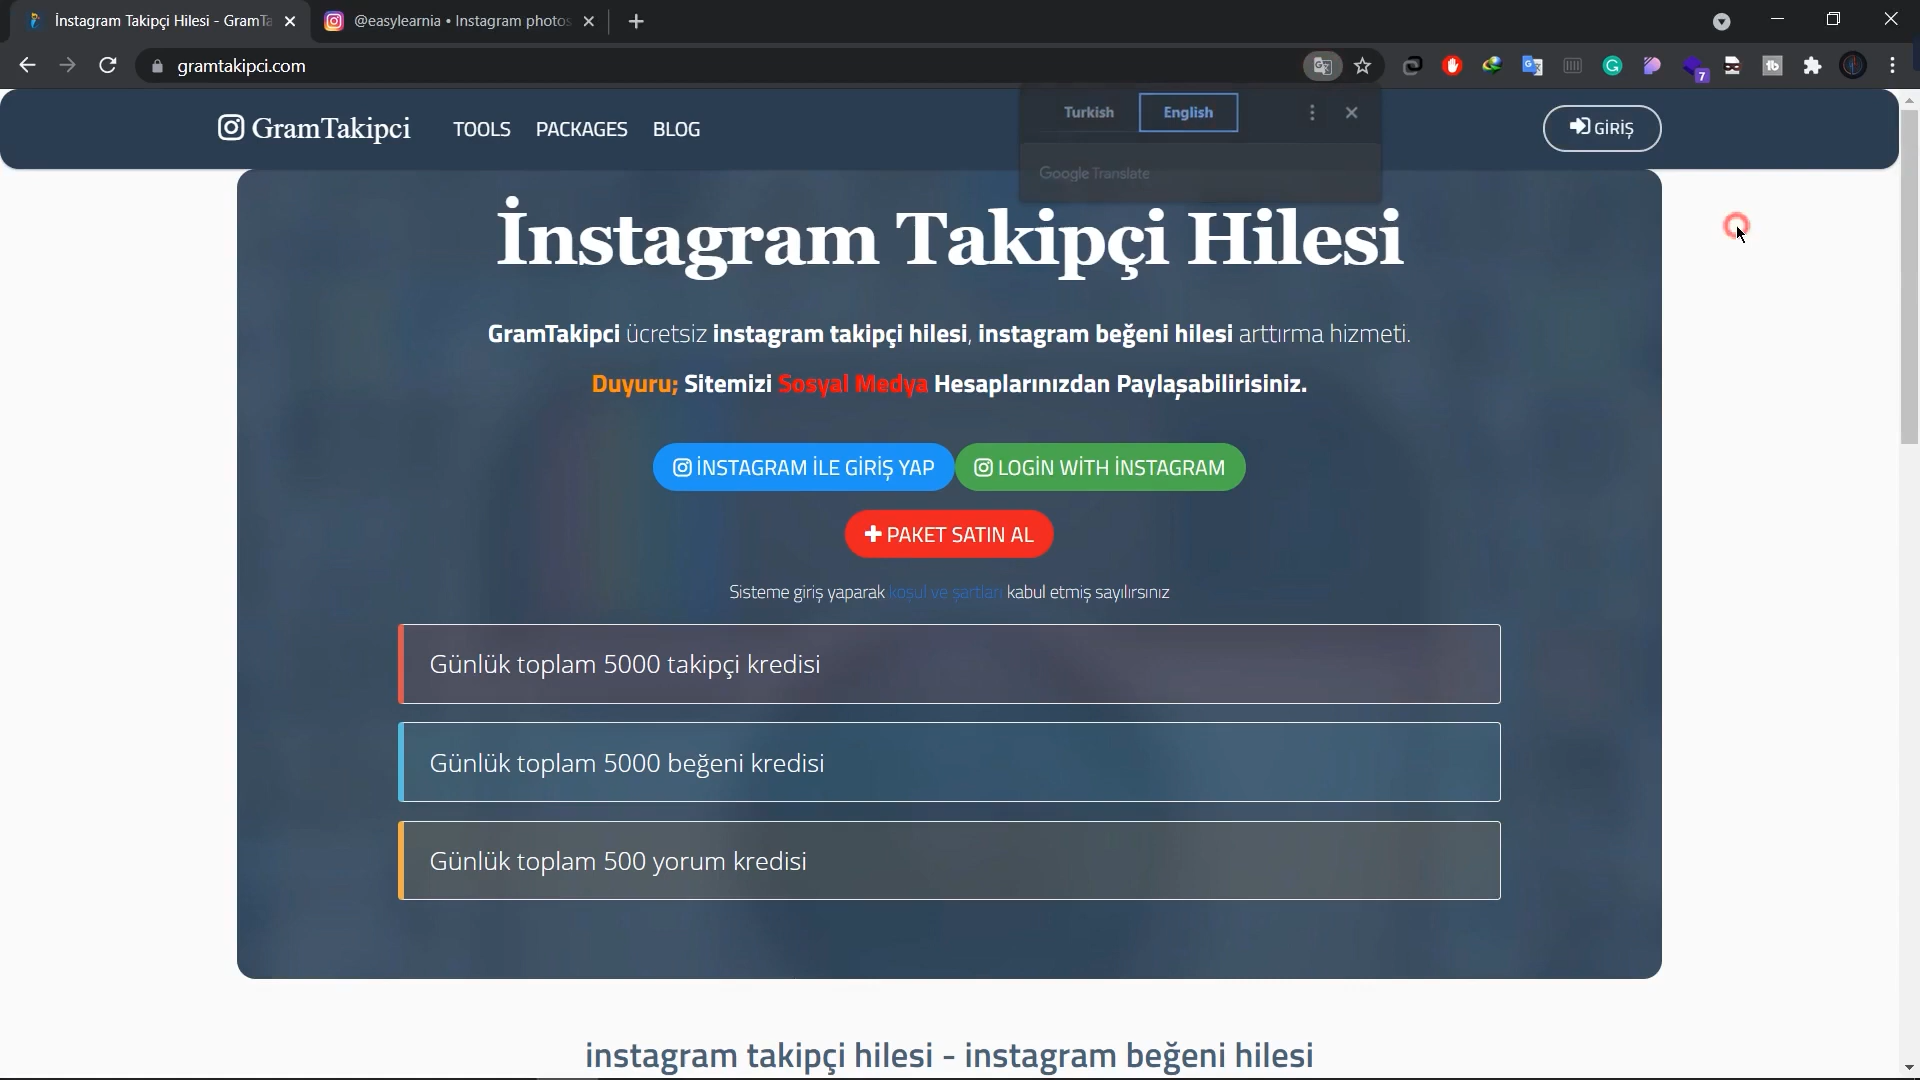 İnstagram Takipçi Hilesi - GramTa
@easylearnia • Instagram photos
gramtakipci.com
7
Turkish
English
Google Translate
GramTakipci
TOOLS
PACKAGES
BLOG
GİRİŞ
İnstagram Takipçi Hilesi
GramTakipci ücretsiz instagram takipçi hilesi, instagram beğeni hilesi arttırma hizmeti.
Duyuru; Sitemizi Sosyal Medya Hesaplarınızdan Paylaşabilirisiniz.
İNSTAGRAM İLE GİRİŞ YAP
LOGİN WİTH İNSTAGRAM
PAKET SATIN AL
Sisteme giriş yaparak koşul ve şartları kabul etmiş sayılırsınız
Günlük toplam 5000 takipçi kredisi
Günlük toplam 5000 beğeni kredisi
Günlük toplam 500 yorum kredisi
instagram takipçi hilesi - instagram beğeni hilesi